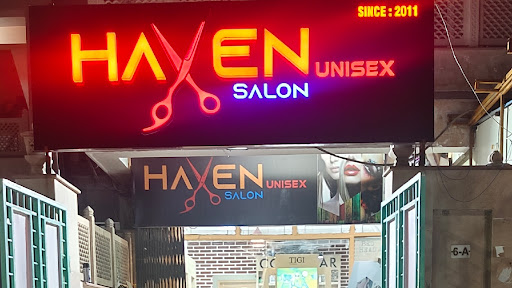 SINCE : 2011
HAVEN UNISEX
SALON
HAVEN UNISEX
SALON
TIGI
6-A